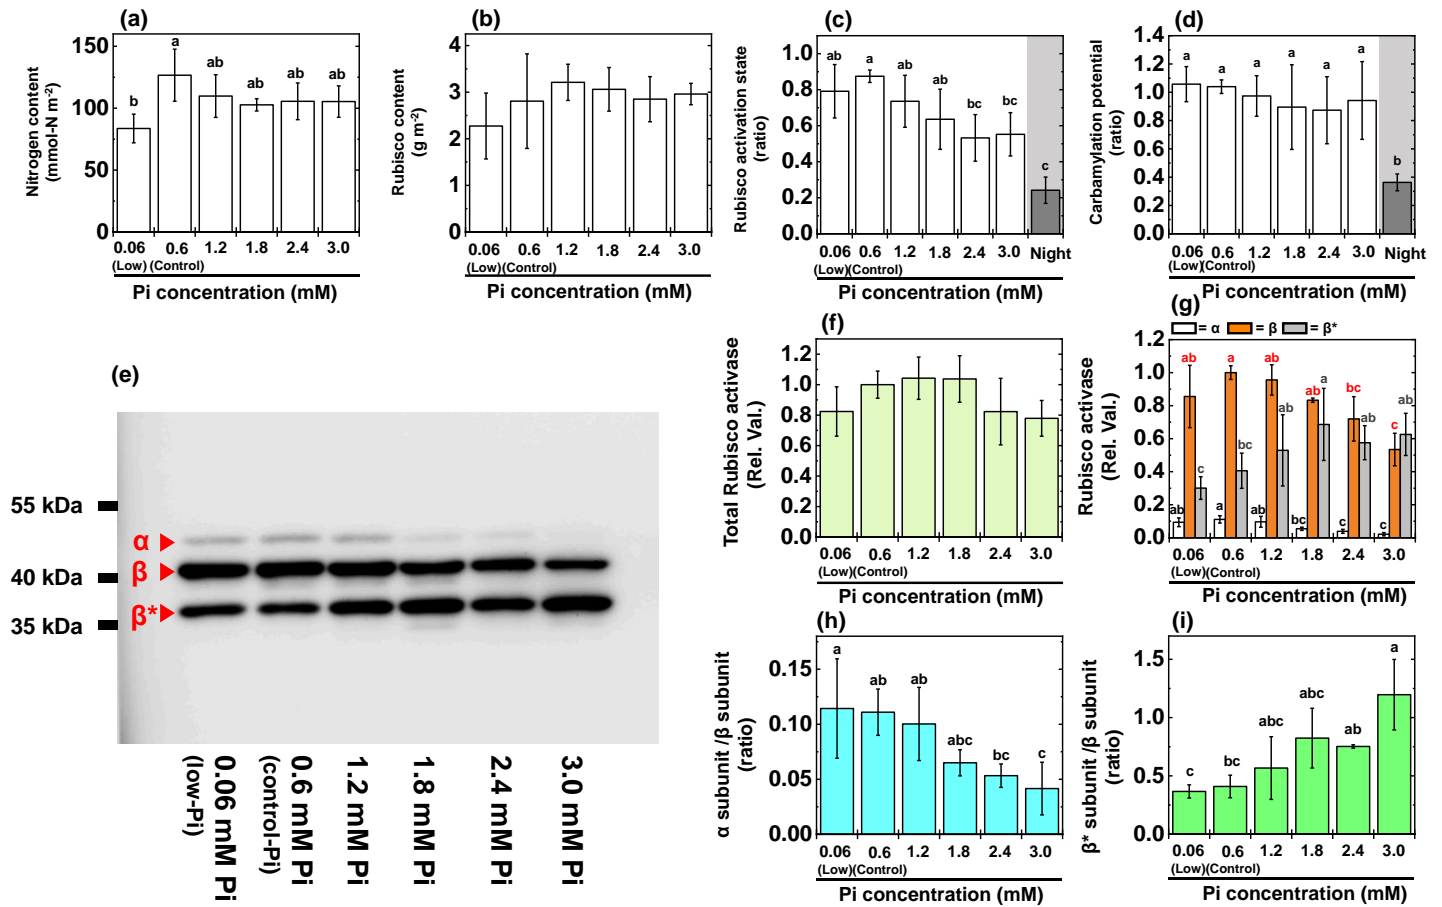 (a)
Nitrogen content
(mmol-N m-2)
150
100
50
0
b
a
ab
ab
ab
ab
0.06
0.6
1.2
1.8
2.4
3.0
(Low) (Control)
Pi concentration (mM)
(b)
Rubisco content
(g m-2)
4
3
2
1
0
0.06
0.6
1.2
1.8
2.4
3.0
(Low)(Control)
Pi concentration (mM)
(c)
Rubisco activation state
(ratio)
1.0
0.8
0.6
0.4
0.2
0.0
ab
a
ab
ab
bc
bc
c
0.06
0.6
1.2
1.8
2.4
3.0
Night
(Low)(Control)
Pi concentration (mM)
(d)
Carbamylation potential
(ratio)
1.4
1.2
1.0
0.8
0.6
0.4
0.2
0.0
a
a
a
a
a
a
b
0.06
0.6
1.2
1.8
2.4
3.0
Night
(Low)(Control)
Pi concentration (mM)
(e)
55 kDa
40 kDa
35 kDa
α
β
β*
0.06 mM Pi
(low-Pi)
0.6 mM Pi
(control-Pi)
1.2 mM Pi
1.8 mM Pi
2.4 mM Pi
3.0 mM Pi
(f)
Total Rubisco activase
(Rel. Val.)
1.2
1.0
0.8
0.6
0.4
0.2
0.0
0.06
0.6
1.2
1.8
2.4
3.0
(Low)(Control)
(g)
= α
= β
= β*
Rubisco activase
(Rel. Val.)
1.2
1.0
0.8
0.6
0.4
0.2
0.0
ab
ab
c
a
a
bc
ab
ab
ab
bc
ab
a
c
bc
ab
c
c
ab
0.06
0.6
1.2
1.8
2.4
3.0
(Low)(Control)
(h)
α subunit /β subunit
(ratio)
0.15
0.10
0.05
0.00
a
ab
ab
abc
bc
c
0.06
0.6
1.2
1.8
2.4
3.0
(Low)(Control)
Pi concentration (mM)
(i)
β* subunit /β subunit
(ratio)
1.5
1.0
0.5
0.0
c
bc
abc
abc
ab
a
0.06
0.6
1.2
1.8
2.4
3.0
(Low)(Control)
Pi concentration (mM)